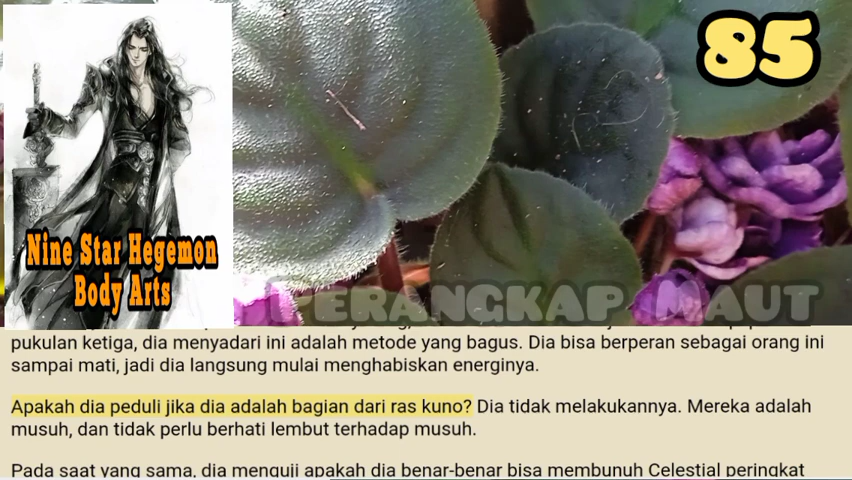 85
Nine Star Hegemon
Body Arts
PERANGKAP MAUT
pukulan ketiga, dia menyadari ini adalah metode yang bagus. Dia bisa berperan sebagai orang ini
sampai mati, jadi dia langsung mulai menghabiskan energinya.
Apakah dia peduli jika dia adalah bagian dari ras kuno? Dia tidak melakukannya. Mereka adalah
musuh, dan tidak perlu berhati lembut terhadap musuh.
Pada saat yang sama, dia menguji apakah dia benar-benar bisa membunuh Celestial peringkat